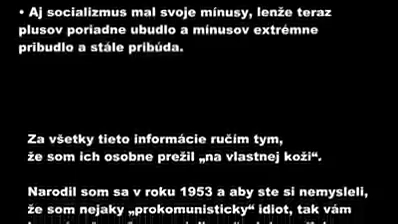 • Aj socializmus mal svoje mínusy, lenže teraz
plusov poriadne ubudlo a mínusov extrémne
pribudlo a stále pribúda.
Za všetky tieto informácie ručím tým,
že som ich osobne prežil „na vlastnej koži“.
Narodil som sa v roku 1953 a aby ste si nemysleli,
že som nejaky „prokomunistický“ idiot, tak vám